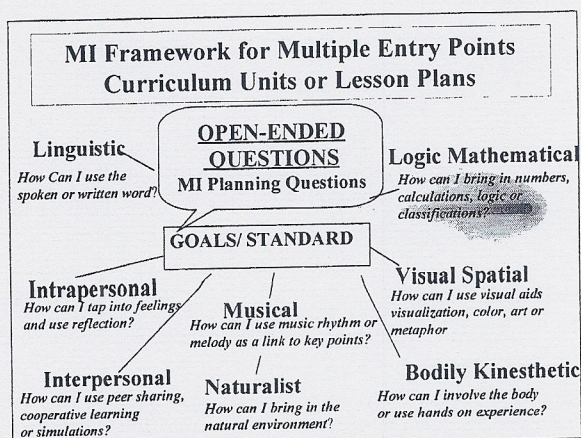 MI Framework for Multiple Entry Points
Curriculum Units or Lesson Plans
OPEN-ENDED
QUESTIONS
MI Planning Questions
Linguistic
How Can I use the
spoken or written word?
Logic Mathematical
How can I bring in numbers,
calculations, logic or
classifications?
GOALS/ STANDARD
Intrapersonal
How can I tap into feelings
and use reflection?
Musical
How can I use music rhythm or
melody as a link to key points?
Visual Spatial
How can I use visual aids
visualization, color, art or
metaphor
Interpersonal
How can I use peer sharing,
cooperative learning
or simulations?
Naturalist
How can I bring in the
natural environment?
Bodily Kinesthetic
How can I involve the body
or use hands on experience?